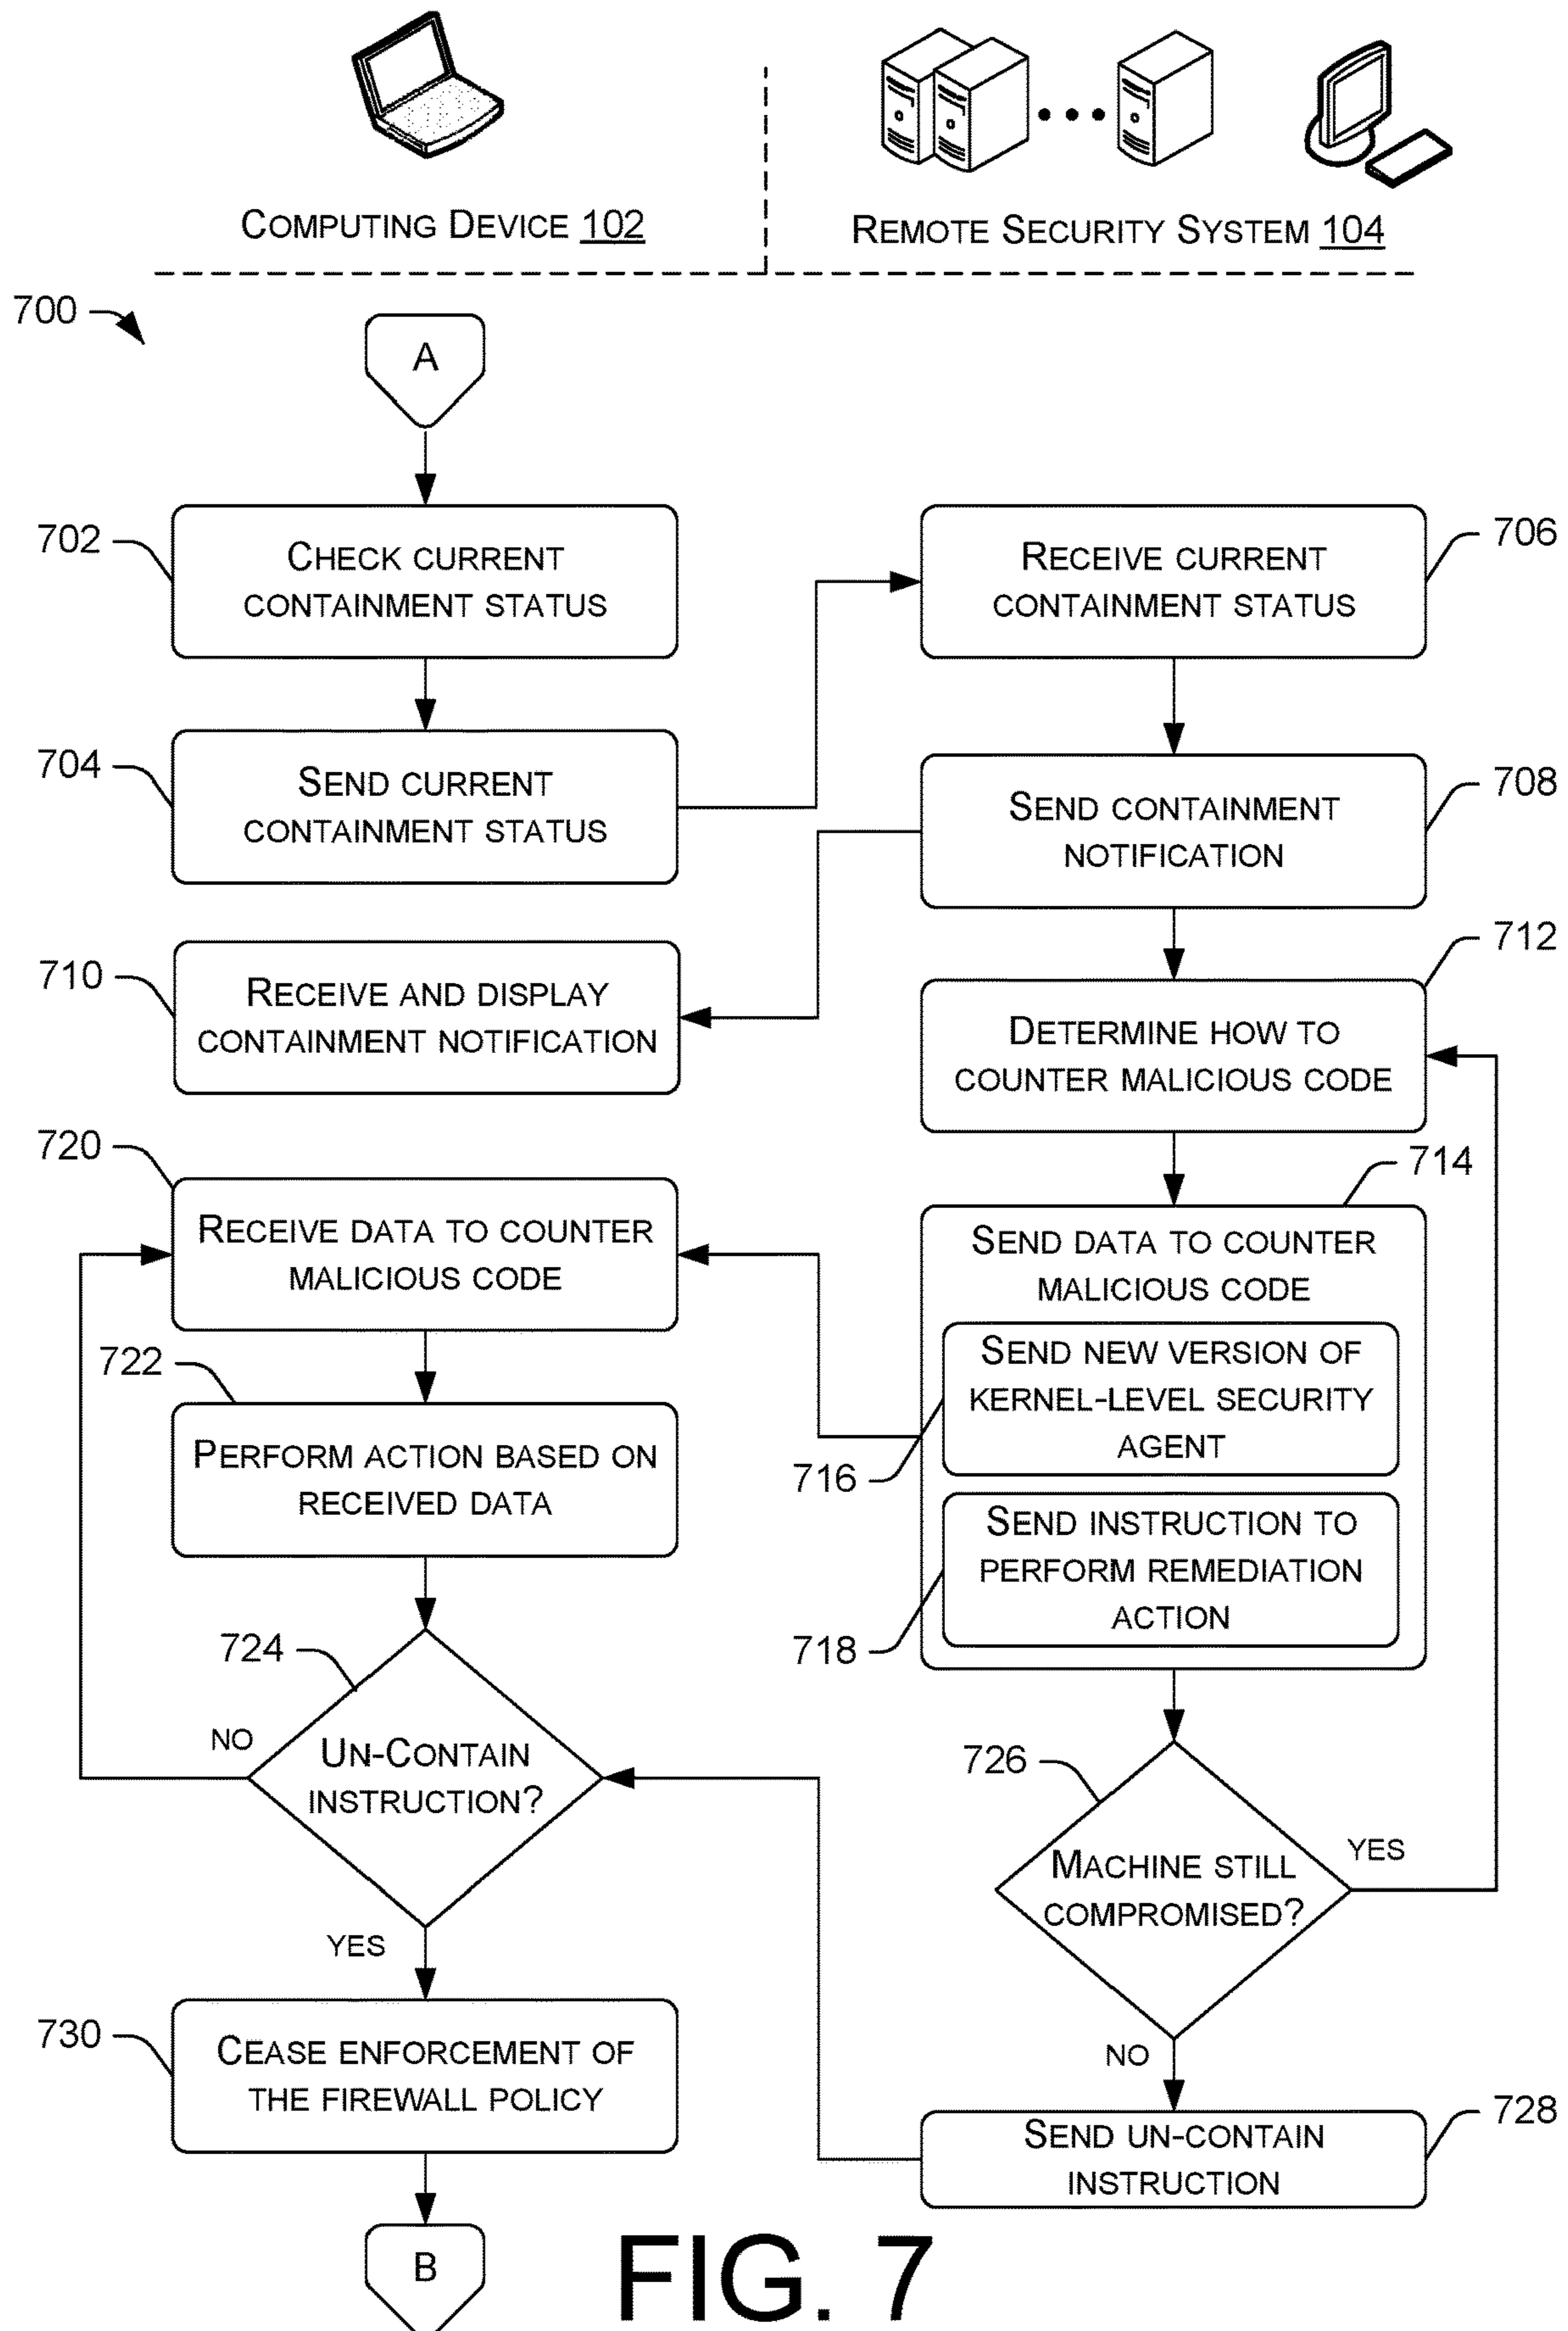 COMPUTING DEVICE 102
REMOTE SECURITY SYSTEM 104
700
A
702
CHECK CURRENT
CONTAINMENT STATUS
706
RECEIVE CURRENT
CONTAINMENT STATUS
704
SEND CURRENT
CONTAINMENT STATUS
708
SEND CONTAINMENT
NOTIFICATION
710
RECEIVE AND DISPLAY
CONTAINMENT NOTIFICATION
712
DETERMINE HOW TO
COUNTER MALICIOUS CODE
720
RECEIVE DATA TO COUNTER
MALICIOUS CODE
714
SEND DATA TO COUNTER
MALICIOUS CODE
716
SEND NEW VERSION OF
KERNEL-LEVEL SECURITY
AGENT
722
PERFORM ACTION BASED ON
RECEIVED DATA
718
SEND INSTRUCTION TO
PERFORM REMEDIATION
ACTION
724
UN-CONTAIN
INSTRUCTION?
NO
YES
726
MACHINE STILL
COMPROMISED?
YES
NO
730
CEASE ENFORCEMENT OF
THE FIREWALL POLICY
728
SEND UN-CONTAIN
INSTRUCTION
B
FIG. 7